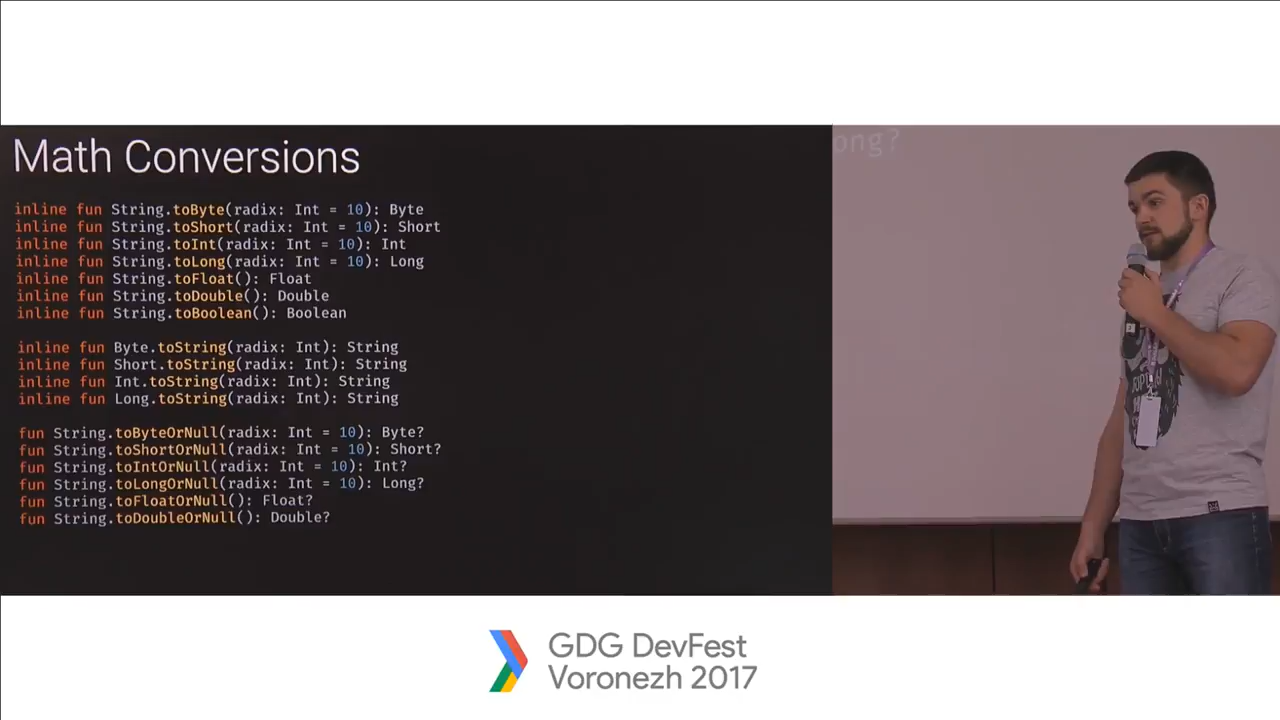 Math Conversions
inline fun String.toByte(radix: Int = 10): Byte
inline fun String.toShort(radix: Int = 10): Short
inline fun String.toInt(radix: Int = 10): Int
inline fun String.toLong(radix: Int = 10): Long
inline fun String.toFloat(): Float
inline fun String.toDouble(): Double
inline fun String.toBoolean(): Boolean
inline fun Byte.toString(radix: Int): String
inline fun Short.toString(radix: Int): String
inline fun Int.toString(radix: Int): String
inline fun Long.toString(radix: Int): String
fun String.toByteOrNull(radix: Int = 10): Byte?
fun String.toShortOrNull(radix: Int = 10): Short?
fun String.toIntOrNull(radix: Int = 10): Int?
fun String.toLongOrNull(radix: Int = 10): Long?
fun String.toFloatOrNull(): Float?
fun String.toDoubleOrNull(): Double?
ong?
GDG DevFest
Voronezh 2017